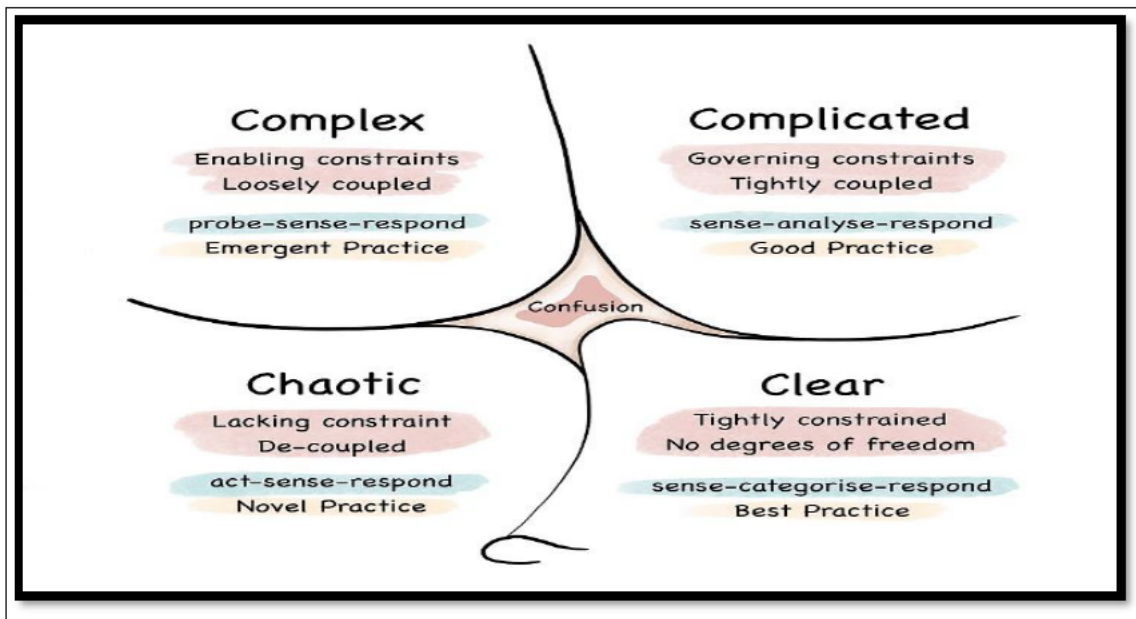 Complex
Enabling constraints
Loosely coupled
probe-sense-respond
Emergent Practice
Complicated
Governing constraints
Tightly coupled
sense-analyse-respond
Good Practice
Confusion
Chaotic
Lacking constraint
De-coupled
act-sense-respond
Novel Practice
Clear
Tightly constrained
No degrees of freedom
sense-categorise-respond
Best Practice